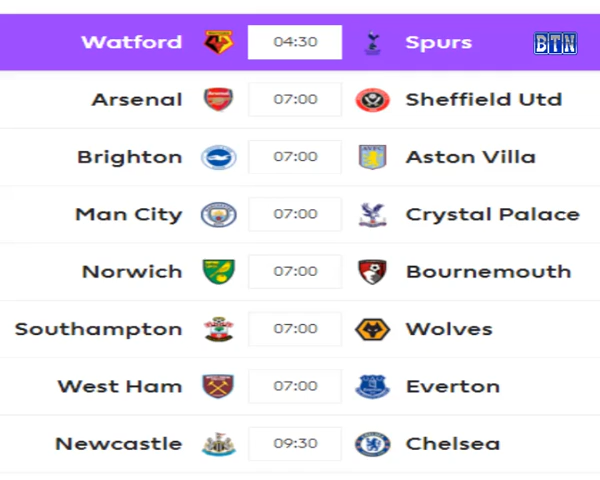 Watford 04:30 Spurs BTN
Arsenal 07:00 Sheffield Utd
Brighton 07:00 Aston Villa
Man City 07:00 Crystal Palace
Norwich 07:00 Bournemouth
Southampton 07:00 Wolves
West Ham 07:00 Everton
Newcastle 09:30 Chelsea